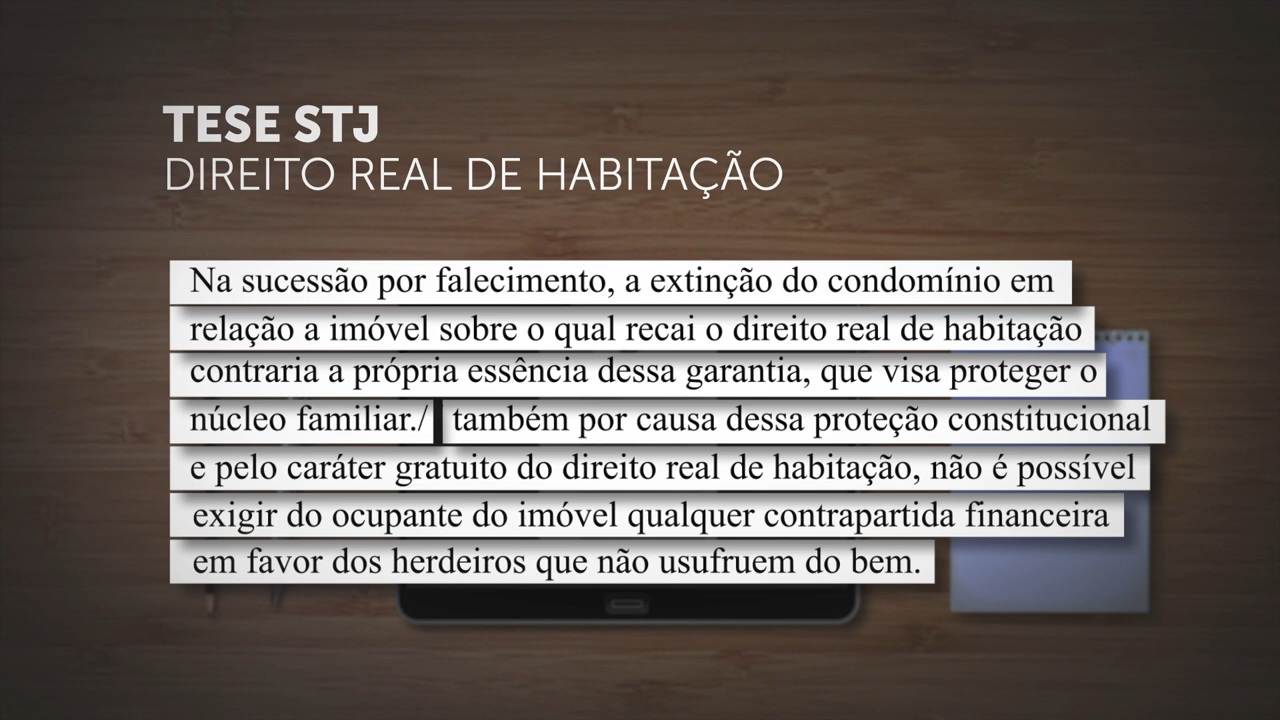 TESE STJ
DIREITO REAL DE HABITAÇÃO
Na sucessão por falecimento, a extinção do condomínio em
relação a imóvel sobre o qual recai o direito real de habitação
contraria a própria essência dessa garantia, que visa proteger o
núcleo familiar./ também por causa dessa proteção constitucional
e pelo caráter gratuito do direito real de habitação, não é possível
exigir do ocupante do imóvel qualquer contrapartida financeira
em favor dos herdeiros que não usufruem do bem.